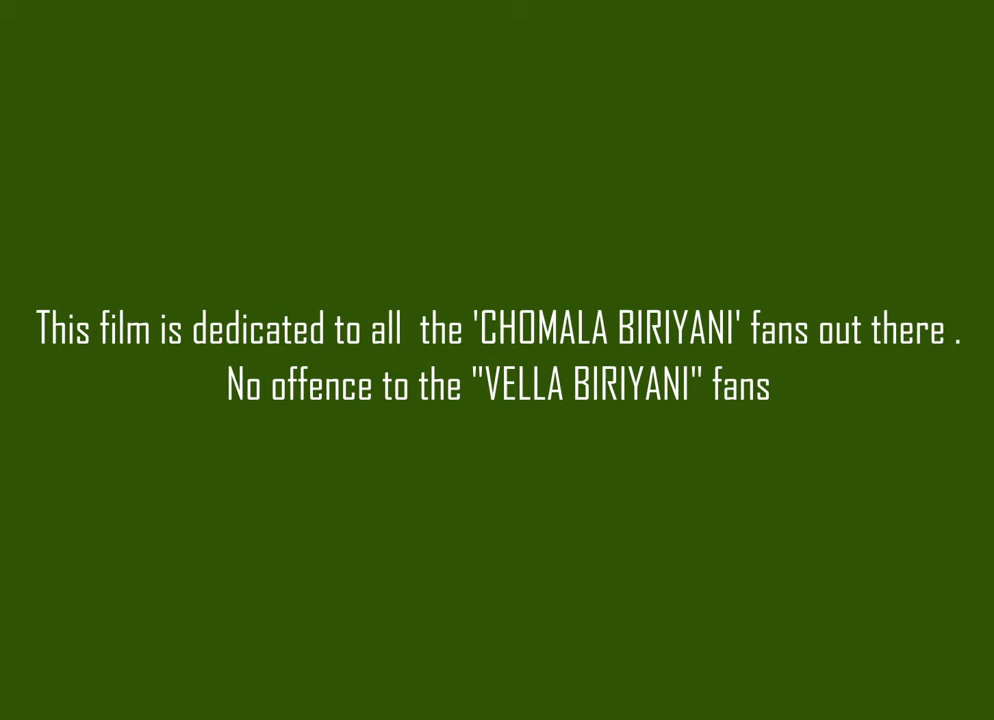 This film is dedicated to all  the 'CHOMALA BIRIYANI' fans out there .
No offence to the "VELLA BIRIYANI" fans